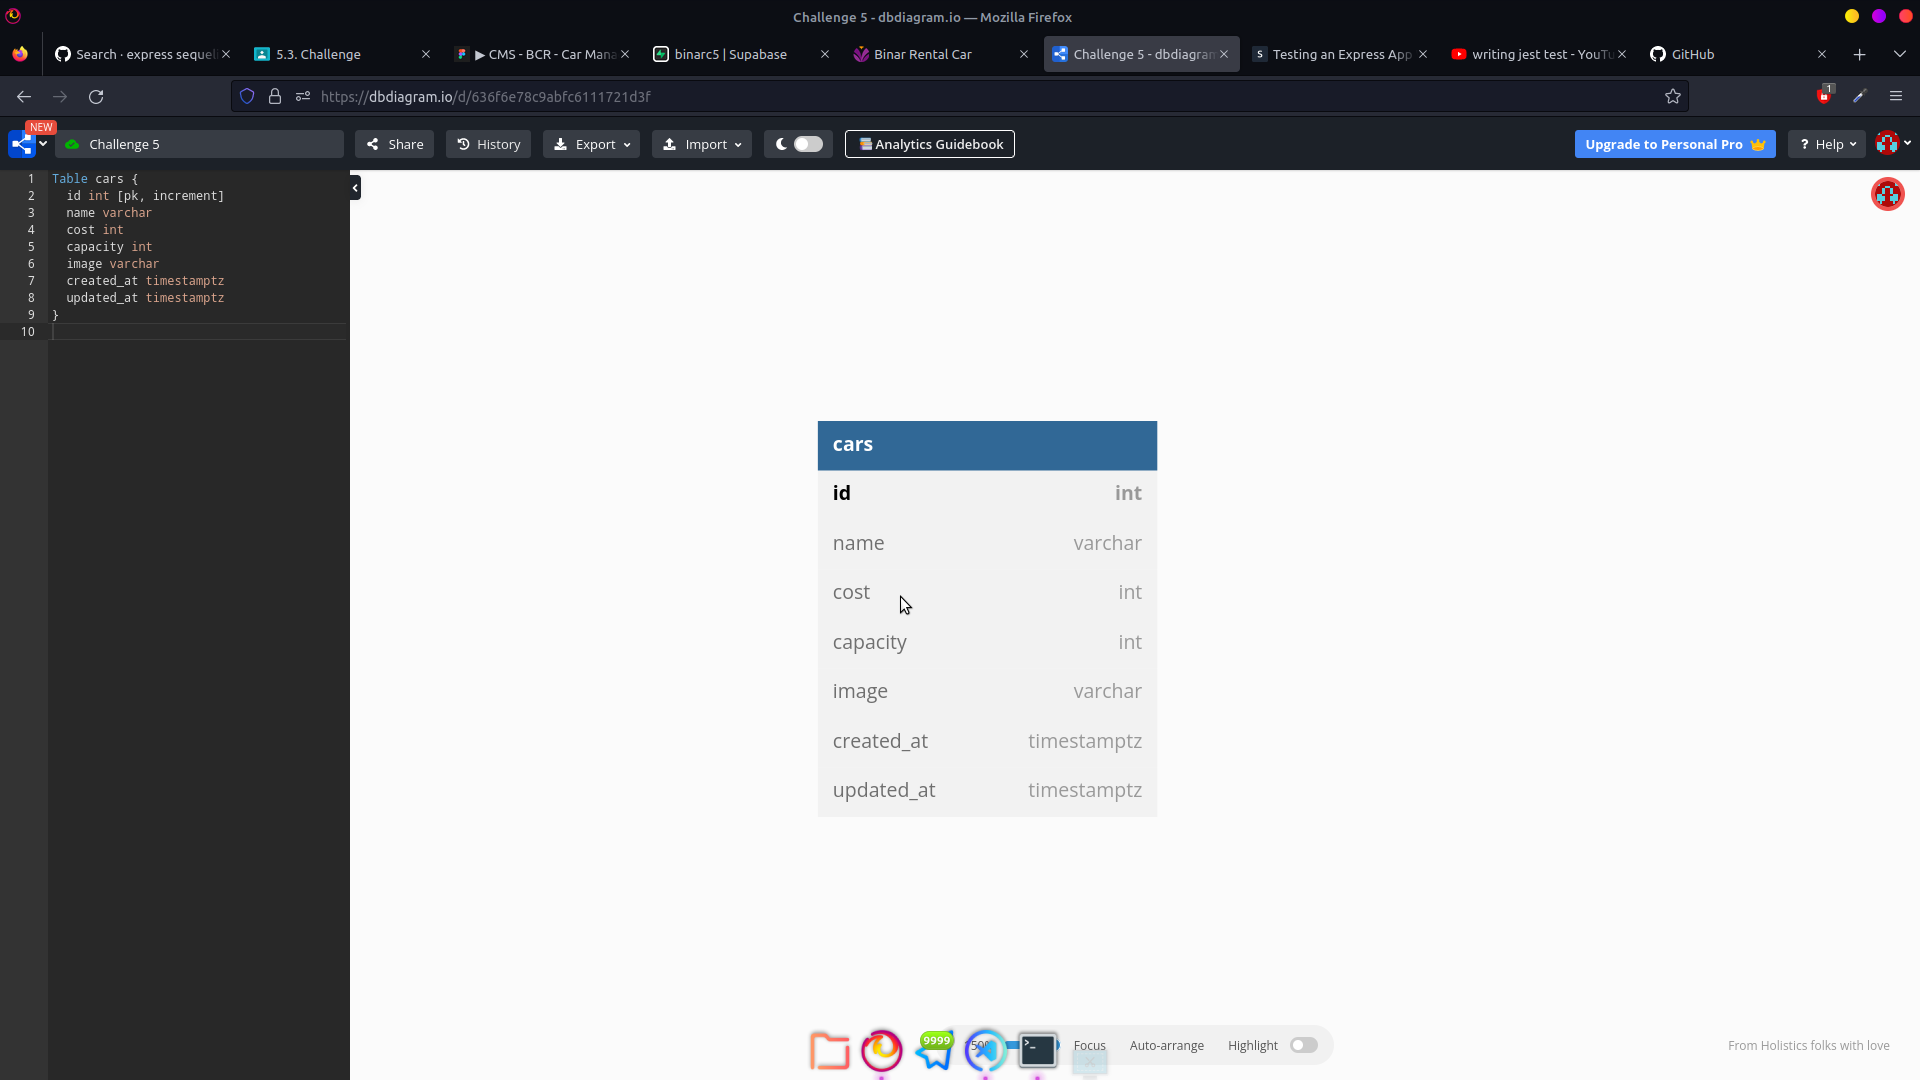 Challenge 5 - dbdiagram.io — Mozilla Firefox
Search · express sequel
5.3. Challenge
▶ CMS - BCR - Car Mana
binarc5 | Supabase
Binar Rental Car
Challenge 5 - dbdiagram
Testing an Express App
writing jest test - YouTu
GitHub
https://dbdiagram.io/d/636f6e78c9abfc6111721d3f
1
NEW
Challenge 5
Share
History
Export
Import
Analytics Guidebook
Upgrade to Personal Pro
? Help
1 Table cars {
2 id int [pk, increment]
3 name varchar
4 cost int
5 capacity int
6 image varchar
7 created_at timestamptz
8 updated_at timestamptz
9 }
10
cars
id int
name varchar
cost int
capacity int
image varchar
created_at timestamptz
updated_at timestamptz
9999
Focus
Auto-arrange
Highlight
From Holistics folks with love